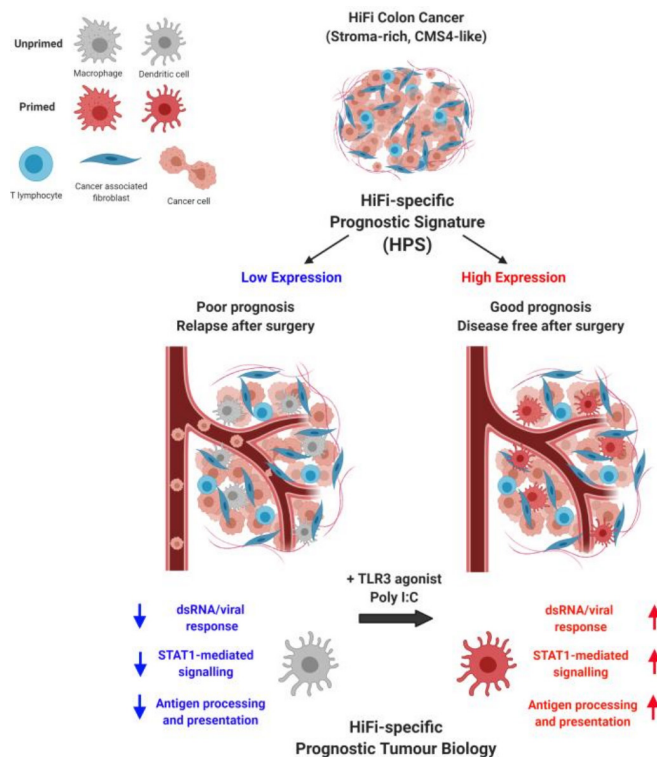 Unprimed
Macrophage
Dendritic cell
Primed
T lymphocyte
Cancer associated
fibroblast
Cancer cell
HiFi Colon Cancer
(Stroma-rich, CMS4-like)
HiFi-specific
Prognostic Signature
(HPS)
Low Expression
High Expression
Poor prognosis
Relapse after surgery
Good prognosis
Disease free after surgery
+ TLR3 agonist
Poly I:C
dsRNA/viral
response
STAT1-mediated
signalling
Antigen processing
and presentation
dsRNA/viral
response
STAT1-mediated
signalling
Antigen processing
and presentation
HiFi-specific
Prognostic Tumour Biology